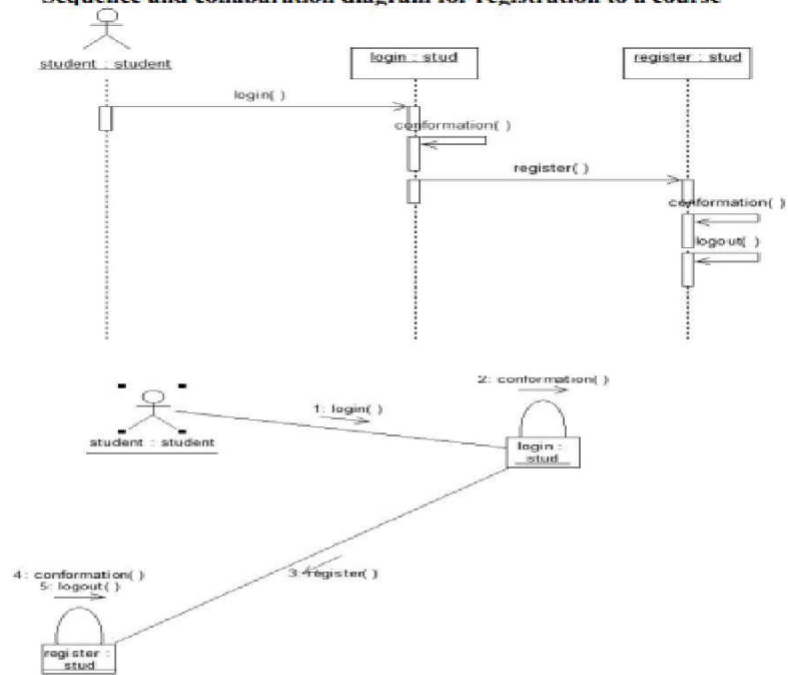 Sequence and collaburation diagram for registration to a course
student : student
login : stud
register : stud
login( )
conformation( )
register( )
conformation( )
logout( )
2: conformation( )
1: login( )
student : student
login :
stud
3: register( )
4: conformation( )
5: logout( )
register :
stud